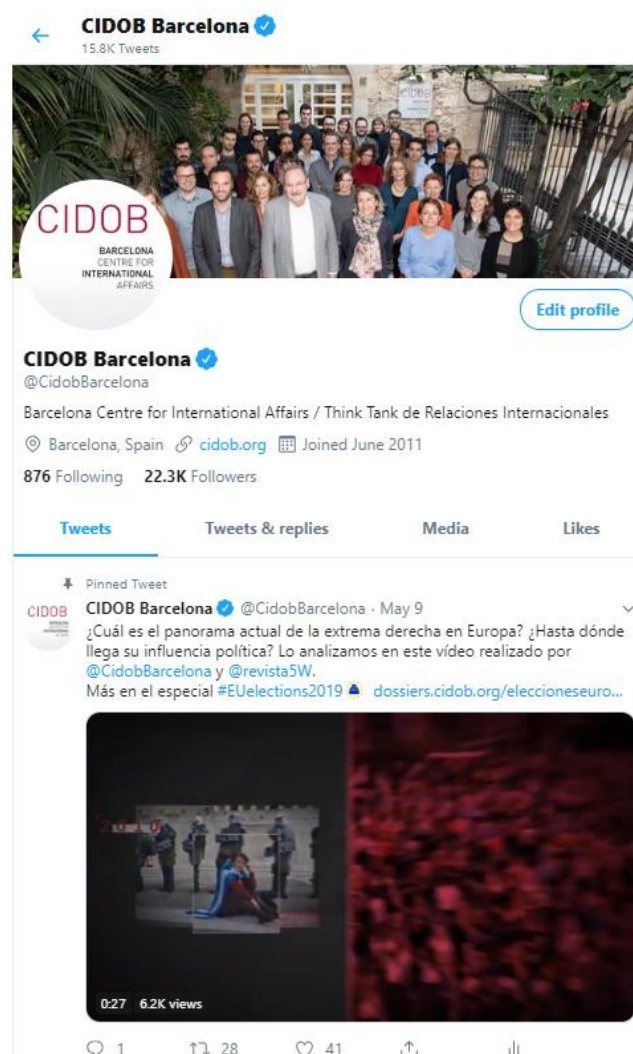 CIDOB Barcelona
15.8K Tweets
CIDOB
CIDOB
BARCELONA
CENTRE FOR
INTERNATIONAL
AFFAIRS
Edit profile
CIDOB Barcelona
@CidobBarcelona
Barcelona Centre for International Affairs / Think Tank de Relaciones Internacionales
Barcelona, Spain cidob.org Joined June 2011
876 Following 22.3K Followers
Tweets Tweets & replies Media Likes
Pinned Tweet
CIDOB
CIDOB Barcelona @CidobBarcelona · May 9
¿Cuál es el panorama actual de la extrema derecha en Europa? ¿Hasta dónde
llega su influencia política? Lo analizamos en este vídeo realizado por
@CidobBarcelona y @revista5W.
Más en el especial #EUelections2019 dossiers.cidob.org/eleccioneseuro...
2010
0:27 6.2K views
1 28 41